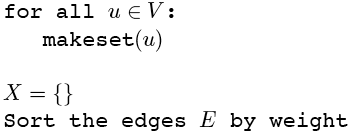 for all u ∈ V:
makeset(u)
X = {}
Sort the edges E by weight